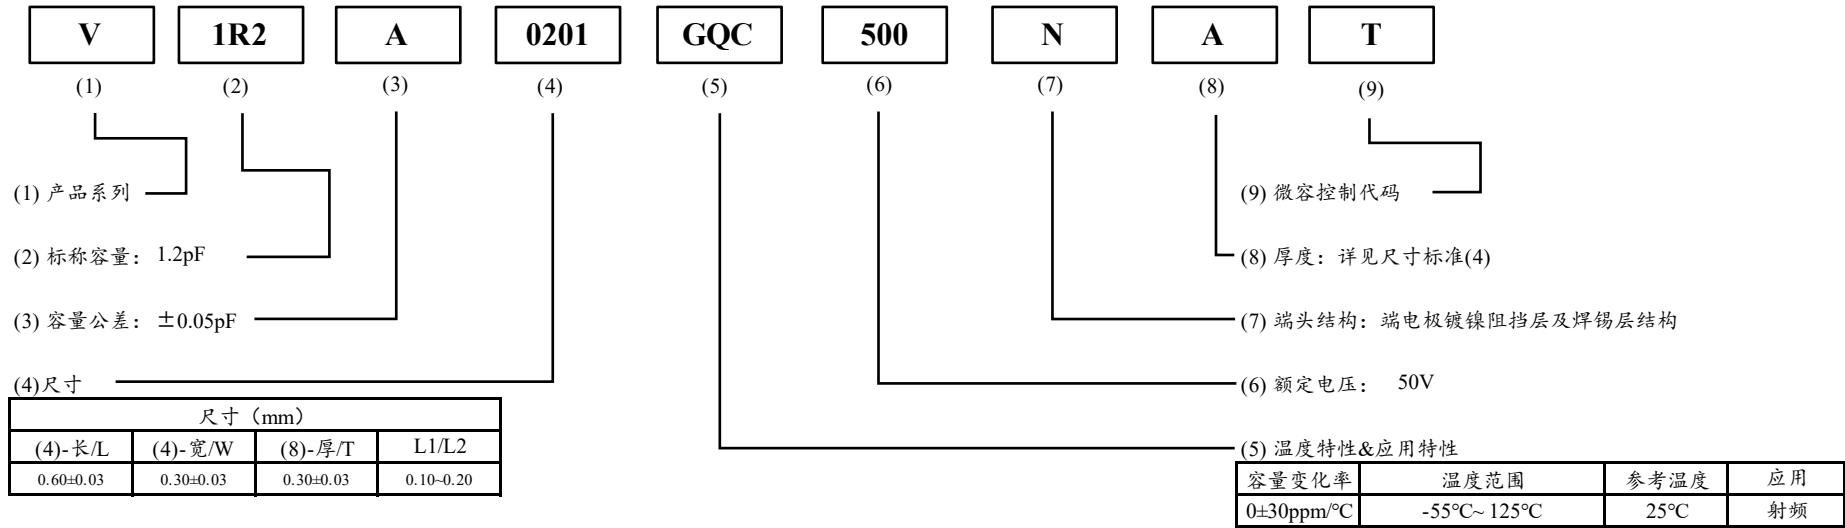 V 1R2 A 0201 GQC 500 N A T
(1) (2) (3) (4) (5) (6) (7) (8) (9)
(1) 产品系列
(9) 微容控制代码
(2) 标称容量： 1.2pF
(8) 厚度：详见尺寸标准(4)
(3) 容量公差：±0.05pF
(7) 端头结构：端电极镀镍阻挡层及焊锡层结构
(4)尺寸
(6) 额定电压： 50V
尺寸（mm）
(4)-长/L (4)-宽/W (8)-厚/T L1/L2
0.60±0.03 0.30±0.03 0.30±0.03 0.10~0.20
(5) 温度特性&应用特性
容量变化率 温度范围 参考温度 应用
0±30ppm/℃ -55℃~ 125℃ 25℃ 射频